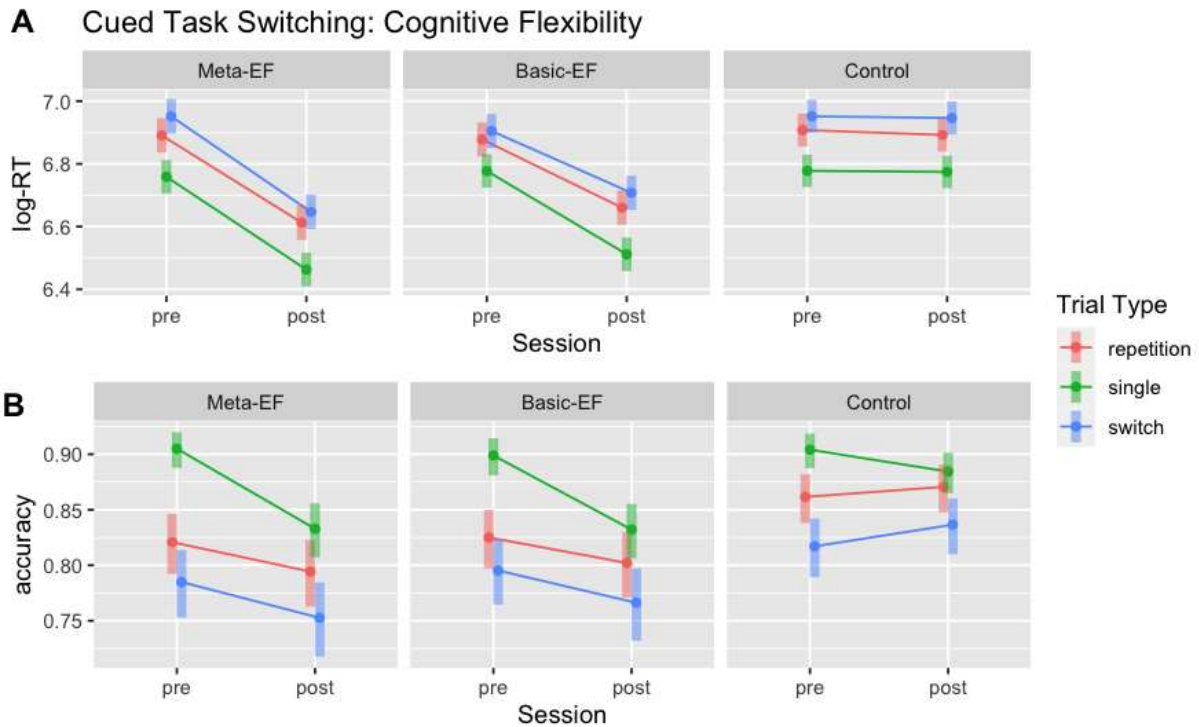 A Cued Task Switching: Cognitive Flexibility
Meta-EF Basic-EF Control
7.0
6.8
6.6
6.4
log-RT
pre post pre post pre post
Session
Trial Type
repetition
single
switch
B
Meta-EF Basic-EF Control
0.90
0.85
0.80
0.75
accuracy
pre post pre post pre post
Session